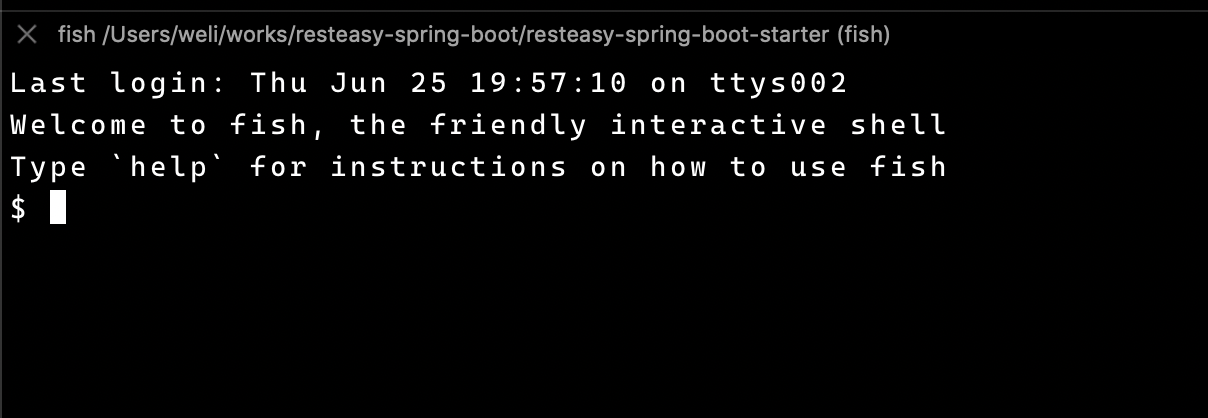 fish /Users/weli/works/resteasy-spring-boot/resteasy-spring-boot-starter (fish)
Last login: Thu Jun 25 19:57:10 on ttys002
Welcome to fish, the friendly interactive shell
Type `help` for instructions on how to use fish
$